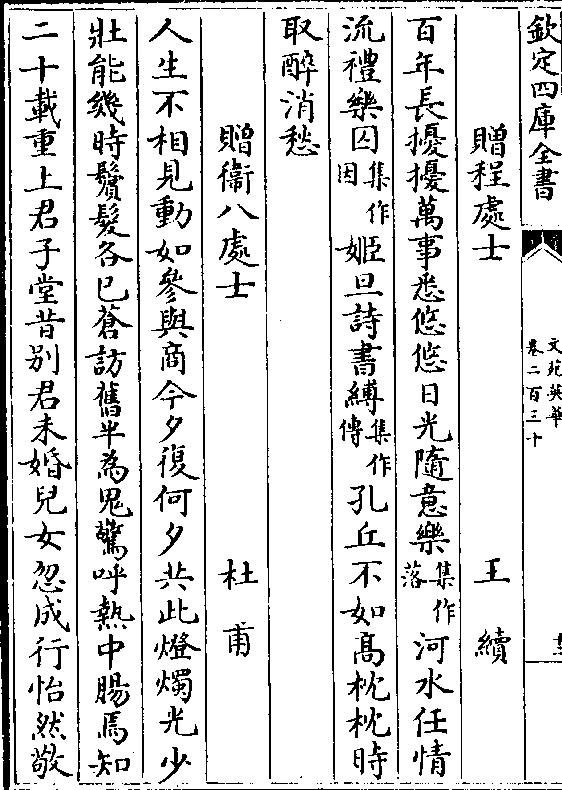 欽定四庫全書
文苑英華
卷二百三十
贈程處士
王績
百年長擾擾萬事悉悠悠日光隨意樂集作落河水任情
流禮樂囚集作因姬旦詩書縛集作傳孔丘不如髙枕枕時
取醉消愁
贈衛八處士
杜甫
人生不相見動如參與商今夕復何夕共此燈燭光少
壯能幾時鬢髮各已蒼訪舊半為鬼驚呼熱中腸焉知
二十載重上君子堂昔别君未婚兒女忽成行怡然敬